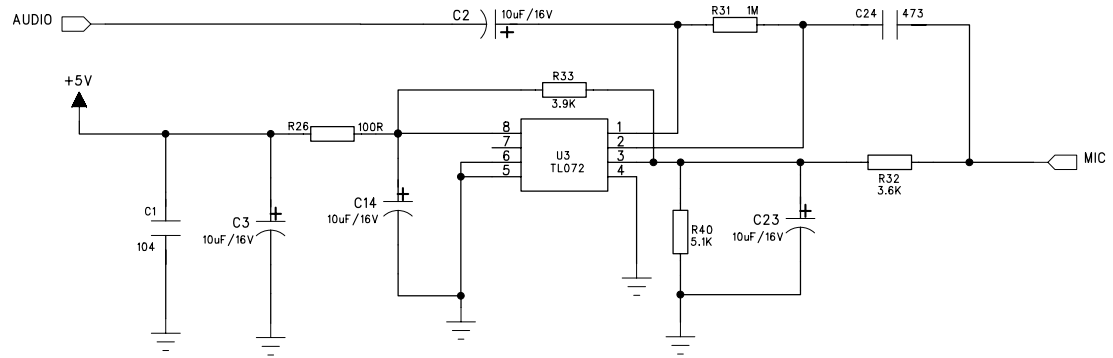 AUDIO
C2
10uF/16V
+
R31 1M
C24 473
+5V
R33
3.9K
R26 100R
8
7
6
5
U3
TL072
1
2
3
4
MIC
R32
3.6K
C1
104
+
C3
10uF/16V
+
C14
10uF/16V
R40
5.1K
+
C23
10uF/16V